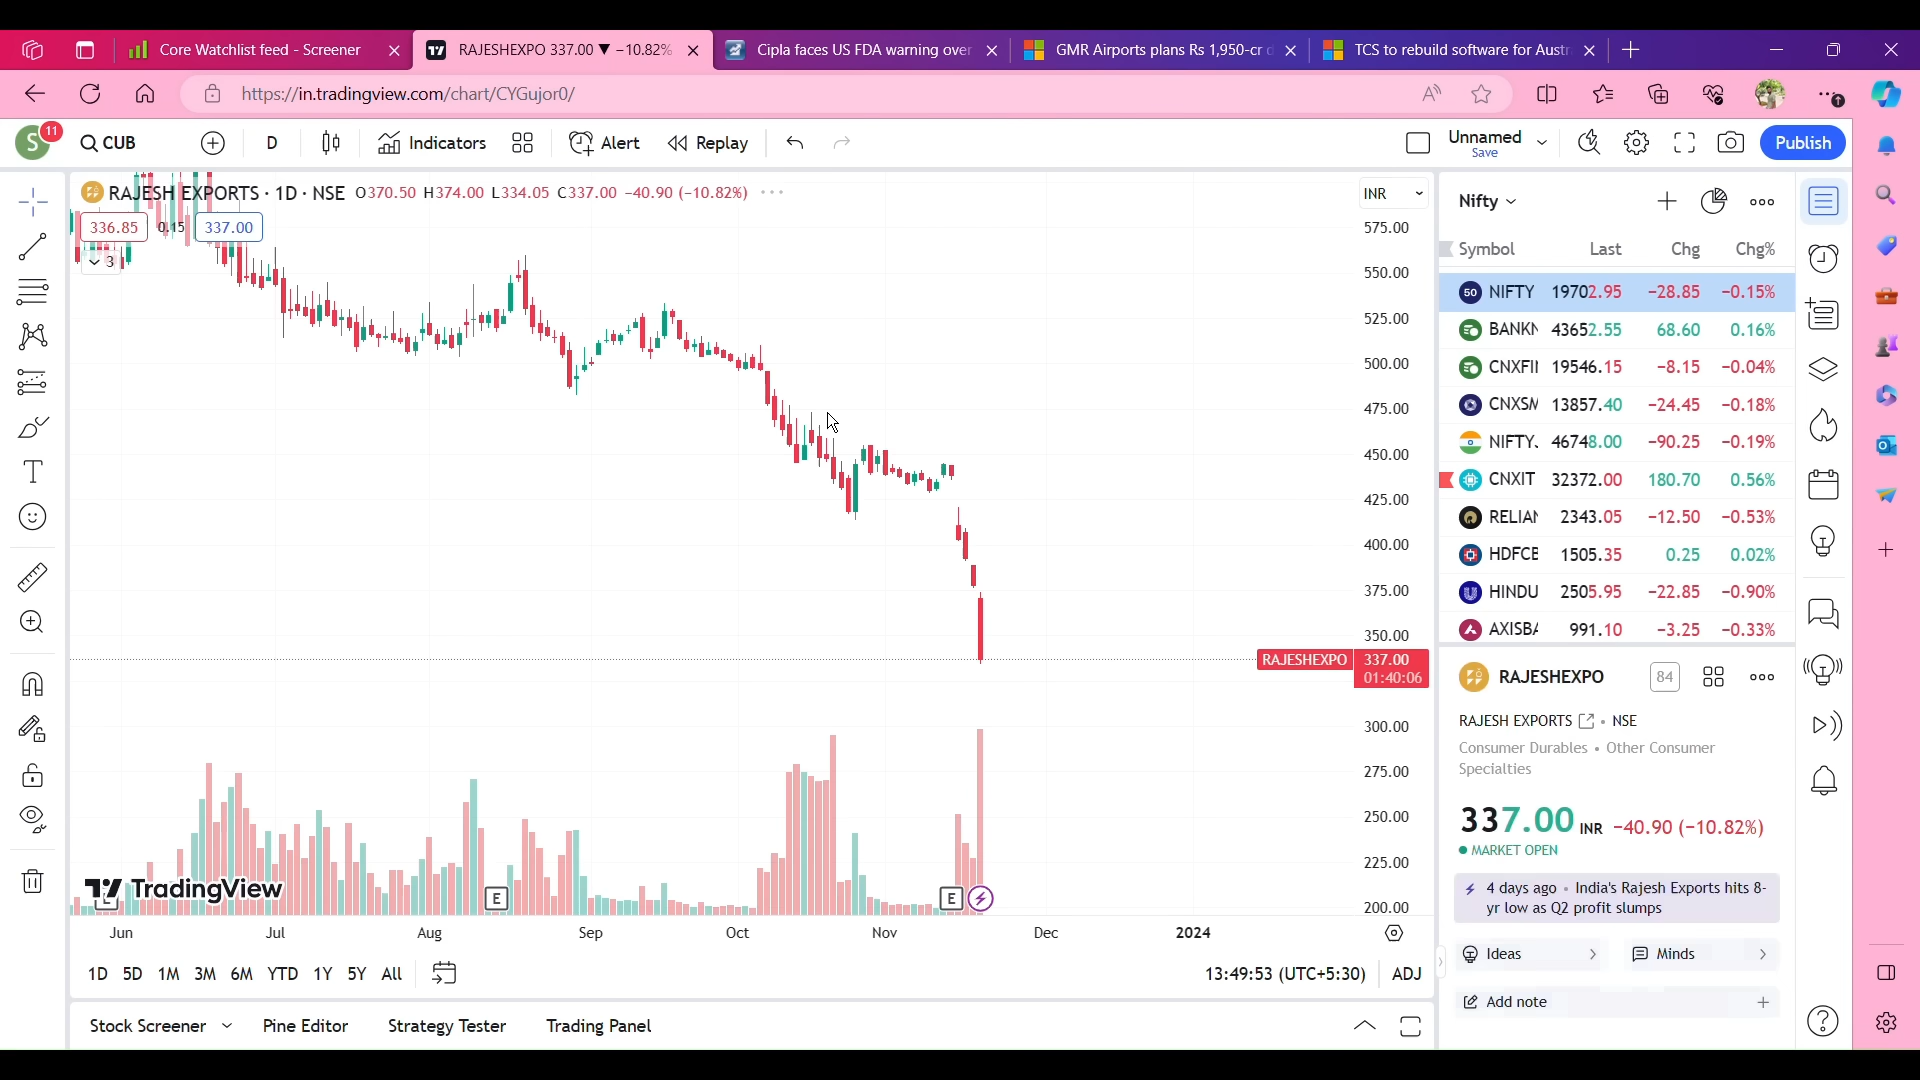 Core Watchlist feed - Screener
RAJESHEXPO 337.00 ▼ −10.82%
Cipla faces US FDA warning over
GMR Airports plans Rs 1,950-cr
TCS to rebuild software for Austr
https://in.tradingview.com/chart/CYGujor0/
S 11
CUB
D
Indicators
Alert
Replay
Unnamed
Save
Publish
RAJESH EXPORTS · 1D · NSE O370.50 H374.00 L334.05 C337.00 −40.90 (−10.82%)
336.85 0.15 337.00
3
INR
575.00
550.00
525.00
500.00
475.00
450.00
425.00
400.00
375.00
350.00
RAJESHEXPO 337.00
01:40:06
300.00
275.00
250.00
225.00
200.00
TradingView
E
E
E
Jun Jul Aug Sep Oct Nov Dec 2024
1D 5D 1M 3M 6M YTD 1Y 5Y All
13:49:53 (UTC+5:30) ADJ
Stock Screener Pine Editor Strategy Tester Trading Panel
Nifty
Symbol Last Chg Chg%
50 NIFTY 19702.95 −28.85 −0.15%
BANKN 43652.55 68.60 0.16%
CNXFI 19546.15 −8.15 −0.04%
CNXSM 13857.40 −24.45 −0.18%
NIFTY 46748.00 −90.25 −0.19%
CNXIT 32372.00 180.70 0.56%
RELIAN 2343.05 −12.50 −0.53%
HDFCB 1505.35 0.25 0.02%
HINDU 2505.95 −22.85 −0.90%
AXISBA 991.10 −3.25 −0.33%
RAJESHEXPO 84
RAJESH EXPORTS • NSE
Consumer Durables • Other Consumer
Specialties
337.00 INR −40.90 (−10.82%)
MARKET OPEN
4 days ago • India's Rajesh Exports hits 8-
yr low as Q2 profit slumps
Ideas
Minds
Add note